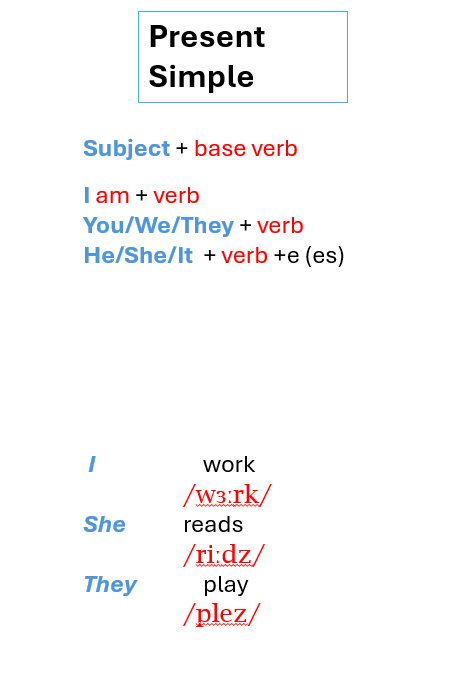 Present
Simple
Subject + base verb
I am + verb
You/We/They + verb
He/She/It + verb +e (es)
I work
/wɜːrk/
She reads
/riːdz/
They play
/plez/